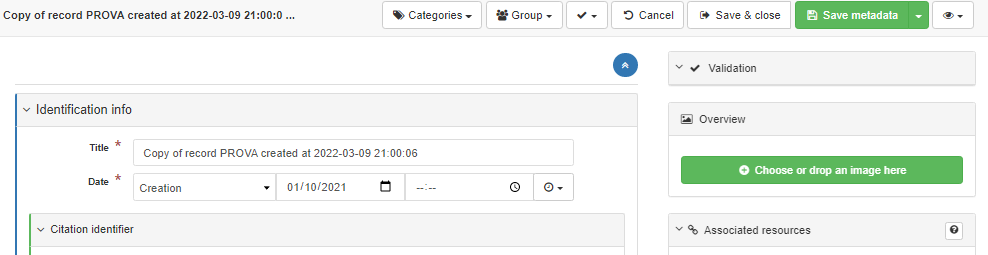 Copy of record PROVA created at 2022-03-09 21:00:0 ...
Categories
Group
Cancel
Save & close
Save metadata
Identification info
Title *
Copy of record PROVA created at 2022-03-09 21:00:06
Date *
Creation
01/10/2021
--:--
Citation identifier
Validation
Overview
Choose or drop an image here
Associated resources
?